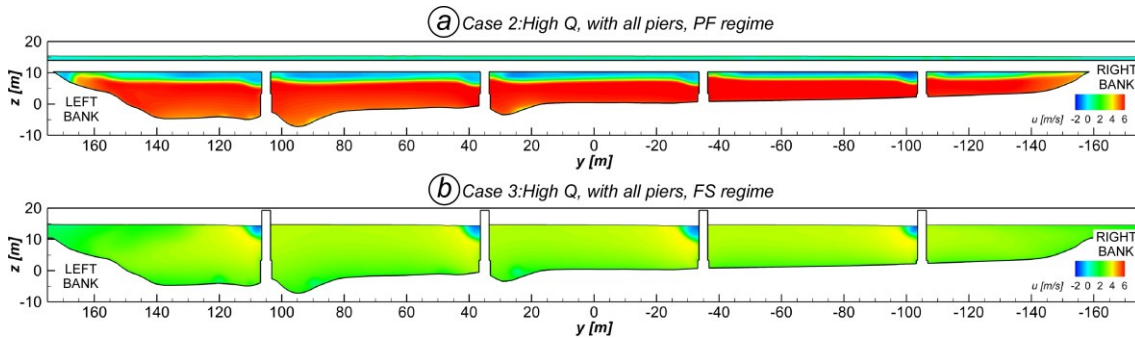 a Case 2:High Q, with all piers, PF regime
20
10
0
-10
z [m]
LEFT
BANK
RIGHT
BANK
u [m/s] -2 0 2 4 6
160 140 120 100 80 60 40 20 0 -20 -40 -60 -80 -100 -120 -140 -160
y [m]
b Case 3:High Q, with all piers, FS regime
20
10
0
-10
z [m]
LEFT
BANK
RIGHT
BANK
u [m/s] -2 0 2 4 6
160 140 120 100 80 60 40 20 0 -20 -40 -60 -80 -100 -120 -140 -160
y [m]